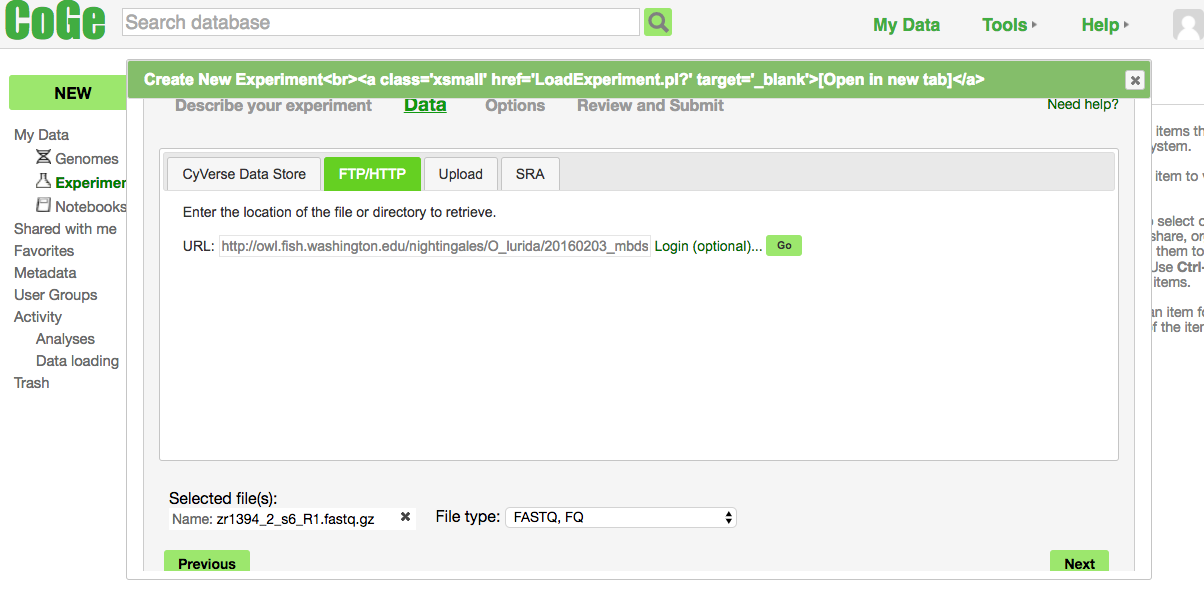 CoGe
Search database
My Data
Tools
Help
Create New Experiment<br><a class='xsmall' href='LoadExperiment.pl?' target='_blank'>[Open in new tab]</a>
NEW
Describe your experiment
Data
Options
Review and Submit
Need help?
My Data
Genomes
Experimen
Notebooks
Shared with me
Favorites
Metadata
User Groups
Activity
Analyses
Data loading
Trash
CyVerse Data Store
FTP/HTTP
Upload
SRA
Enter the location of the file or directory to retrieve.
URL: http://owl.fish.washington.edu/nightingales/O_lurida/20160203_mbds Login (optional)... Go
Selected file(s):
Name: zr1394_2_s6_R1.fastq.gz
File type: FASTQ, FQ
Previous
Next
items th
ystem.
item to
select o
share, or
them to
Use Ctrl-
items.
an item fo
of the iter